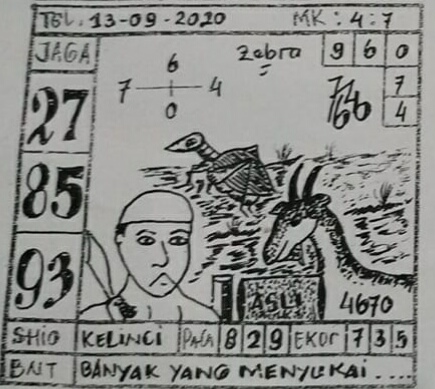 TGL. 13-09-2020 MK : 4 : 7
JAGA
zebra
9 6 0
7
4
6
7 4
0
27
85
93
ASLI
4670
SHIO KELINCI PALA 8 2 9 EKOR 7 3 5
BNT BANYAK YANG MENYUKAI....